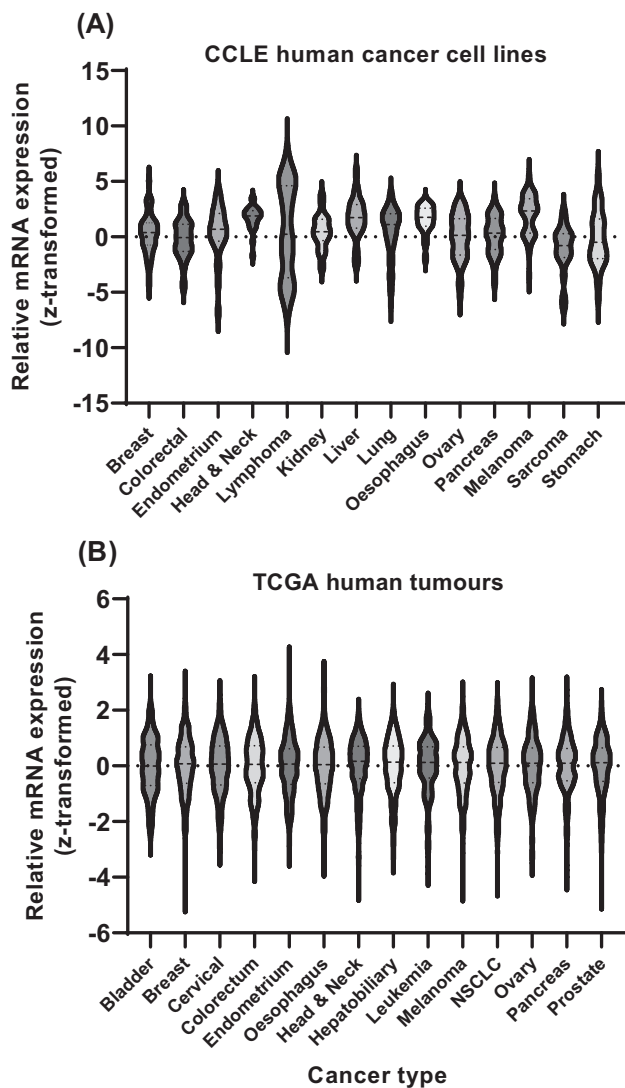 (A)
CCLE human cancer cell lines
Relative mRNA expression
(z-transformed)
15
10
5
0
-5
-10
-15
Breast
Colorectal
Endometrium
Head & Neck
Lymphoma
Kidney
Liver
Lung
Oesophagus
Ovary
Pancreas
Melanoma
Sarcoma
Stomach
(B)
TCGA human tumours
Relative mRNA expression
(z-transformed)
6
4
2
0
-2
-4
-6
Bladder
Breast
Cervical
Colorectum
Endometrium
Oesophagus
Head & Neck
Hepatobiliary
Leukemia
Melanoma
NSCLC
Ovary
Pancreas
Prostate
Cancer type